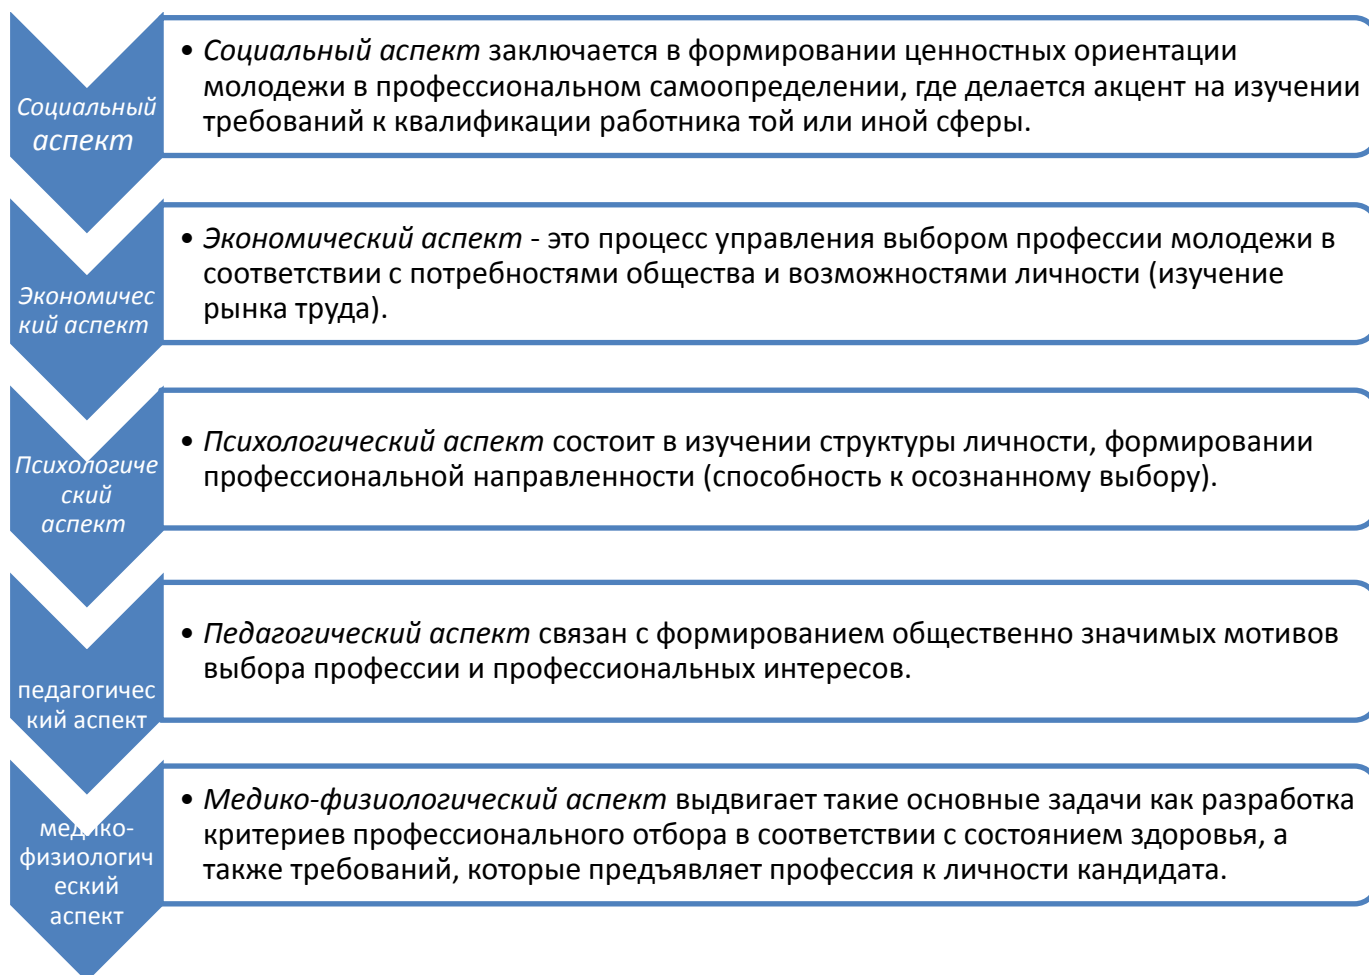 Социальный
аспект
• Социальный аспект заключается в формировании ценностных ориентации
молодежи в профессиональном самоопределении, где делается акцент на изучении
требований к квалификации работника той или иной сферы.
Экономичес
кий аспект
• Экономический аспект - это процесс управления выбором профессии молодежи в
соответствии с потребностями общества и возможностями личности (изучение
рынка труда).
Психологиче
ский
аспект
• Психологический аспект состоит в изучении структуры личности, формировании
профессиональной направленности (способность к осознанному выбору).
педагогичес
кий аспект
• Педагогический аспект связан с формированием общественно значимых мотивов
выбора профессии и профессиональных интересов.
медико-
физиологич
еский
аспект
• Медико-физиологический аспект выдвигает такие основные задачи как разработка
критериев профессионального отбора в соответствии с состоянием здоровья, а
также требований, которые предъявляет профессия к личности кандидата.